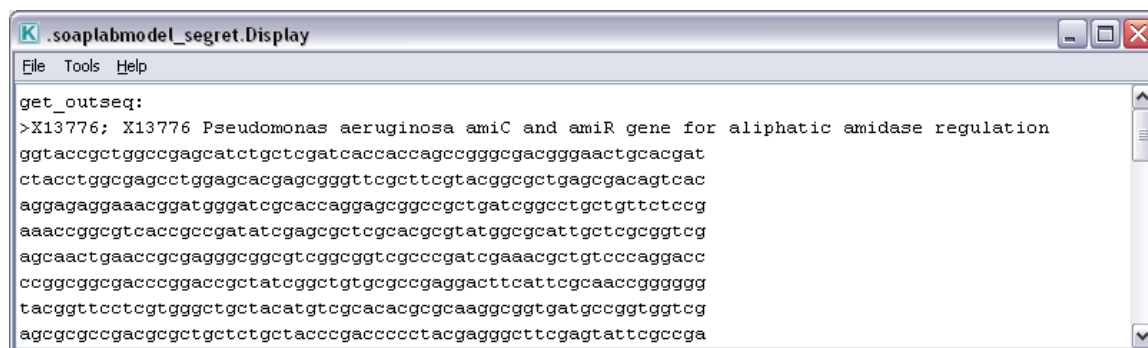 K .soaplabmodel_segret.Display
File Tools Help
get_outseq:
>X13776; X13776 Pseudomonas aeruginosa amiC and amiR gene for aliphatic amidase regulation
ggtaccgctggccgagcatctgctcgatcaccaccagccgggcgacgggaactgcacgat
ctacctggcgagcctggagcacgagcgggttcgcttcgtacggcgctgagcgacagtcac
aggagaggaaacggatgggatcgcaccaggagcggccgctgatcggcctgctgttctccg
aaaccggcgtcaccgccgatatcgagcgctcgcacgcgtatggcgcattgctcgcggtcg
agcaactgaaccgcgagggcggcgtcggcggtcgcccgatcgaaacgctgtcccaggacc
ccggcggcgacccggaccgctatcggctgtgcgccgaggacttcattcgcaaccgggggg
tacggttcctcgtgggctgctacatgtcgcacacgcgcaaggcggtgatgccggtggtcg
agcgcgccgacgcgctgctctgctacccgaccccctacgagggcttcgagtattcgccga